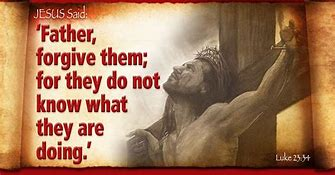 JESUS Said:
‘Father,
forgive them;
for they do not
know what
they are
doing.’
Luke 23:34